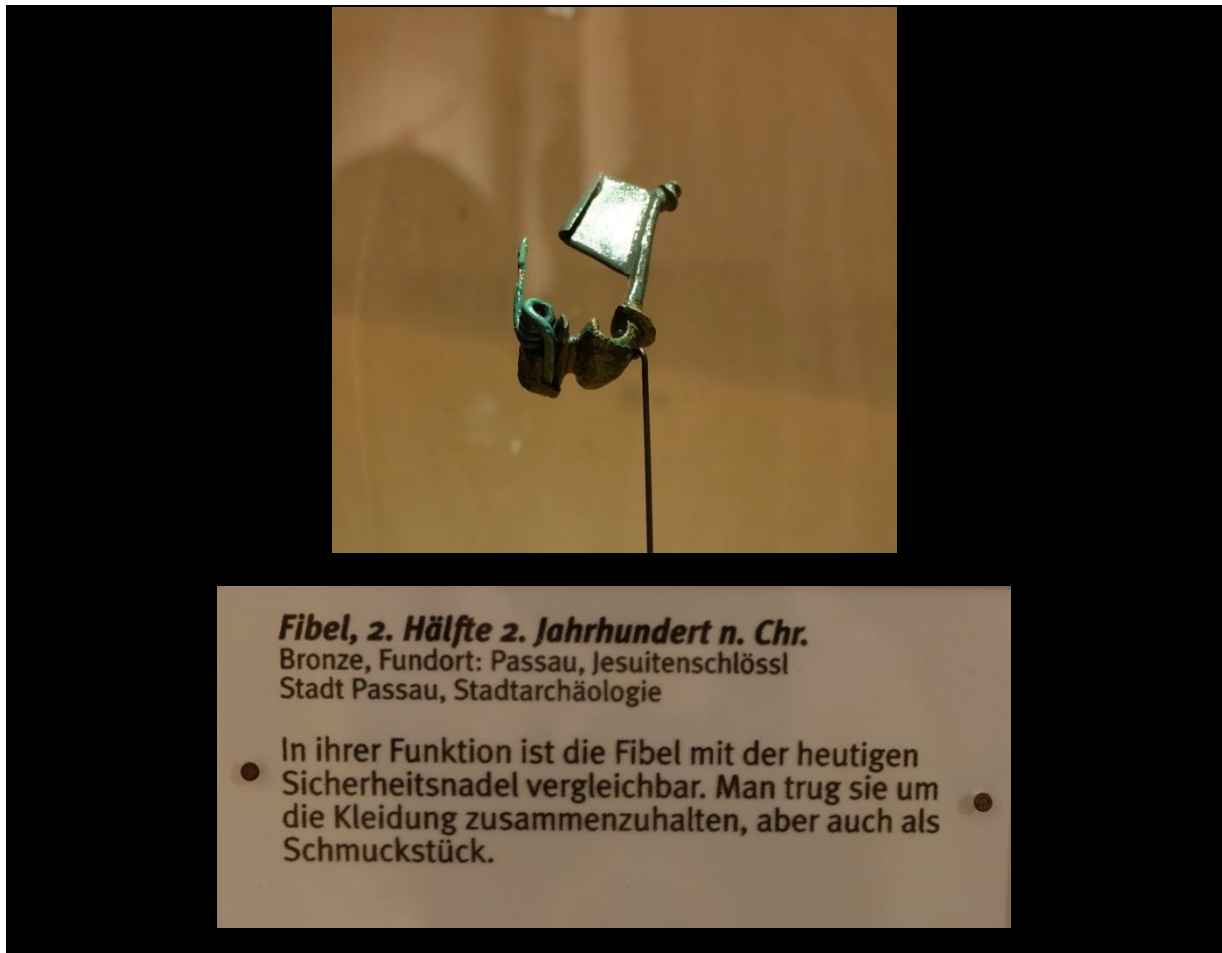 Fibel, 2. Hälfte 2. Jahrhundert n. Chr.
Bronze, Fundort: Passau, Jesuitenschlössl
Stadt Passau, Stadtarchäologie
In ihrer Funktion ist die Fibel mit der heutigen
Sicherheitsnadel vergleichbar. Man trug sie um
die Kleidung zusammenzuhalten, aber auch als
Schmuckstück.